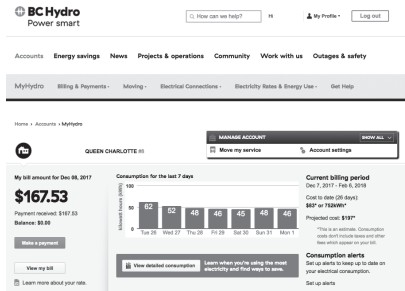 BC Hydro
Power smart
How can we help?
My Profile
Log out
Accounts Energy savings News Projects & operations Community Work with us Outages & safety
MyHydro Billing & Payments Moving Electrical Connections Electricity Rates & Energy Use Get Help
Home > Accounts > MyHydro
MANAGE ACCOUNT
SHOW ALL
QUEEN CHARLOTTE
Move my service
Account settings
My bill amount for Dec 08, 2017
$167.53
Payment received: $167.53
Balance: $0.00
Make a payment
View my bill
Learn more about your rate.
Consumption for the last 7 days
kilowatt hours (kWh)
100
50
0
62 52 48 46 45 48 48
Tue 26 Wed 27 Thu 28 Fri 29 Sat 30 Sun 31 Mon 1
View detailed consumption
Learn when you're using the most
electricity and find ways to save.
Current billing period
Dec 7, 2017 - Feb 6, 2018
Cost to date (26 days):
$83* or 752kWh*
Projected cost: $197*
*This is an estimate. Consumption
costs don't include taxes and other
fees which appear on your bill.
Consumption alerts
Set up alerts to keep up to date on
your electrical consumption.
Set up alerts